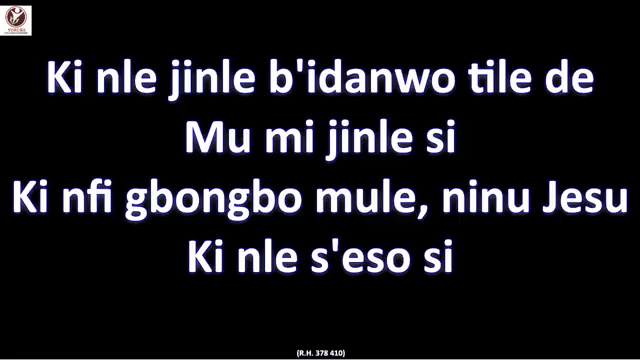 Ki nle jinle b'idanwo tile de
Mu mi jinle si
Ki nfi gbongbo mule, ninu Jesu
Ki nle s'eso si
(R.H. 378 410)